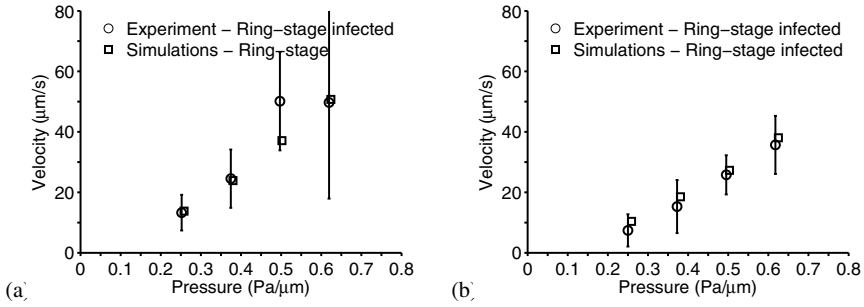 80
Experiment − Ring−stage infected
Simulations − Ring−stage
60
40
20
0
Velocity (μm/s)
0 0.1 0.2 0.3 0.4 0.5 0.6 0.7 0.8
Pressure (Pa/μm)
(a)
80
Experiment − Ring−stage infected
Simulations − Ring−stage infected
60
40
20
0
Velocity (μm/s)
0 0.1 0.2 0.3 0.4 0.5 0.6 0.7 0.8
Pressure (Pa/μm)
(b)